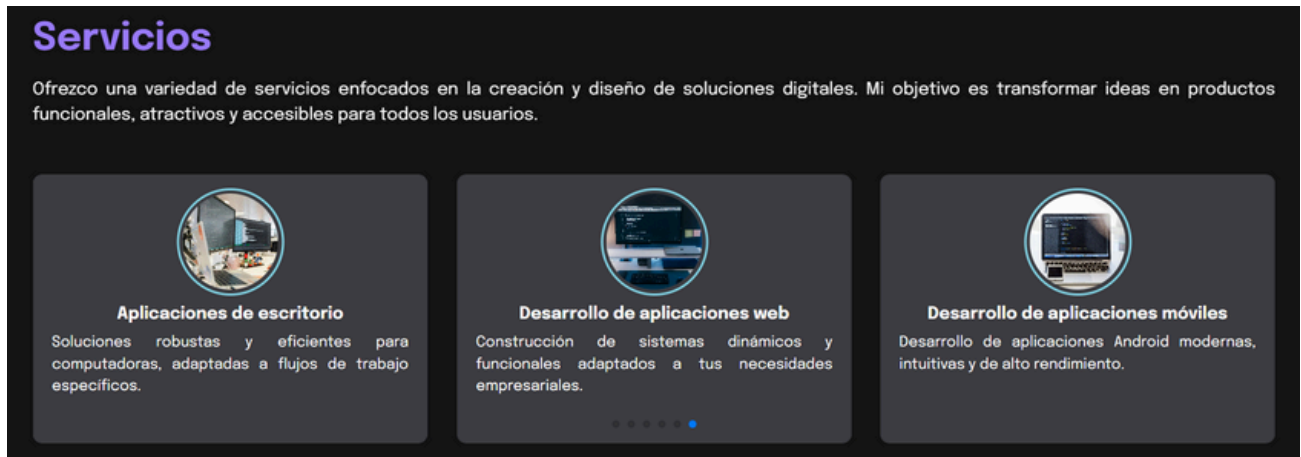 Servicios
Ofrezco una variedad de servicios enfocados en la creación y diseño de soluciones digitales. Mi objetivo es transformar ideas en productos
funcionales, atractivos y accesibles para todos los usuarios.
Aplicaciones de escritorio
Soluciones robustas y eficientes para
computadoras, adaptadas a flujos de trabajo
específicos.
Desarrollo de aplicaciones web
Construcción de sistemas dinámicos y
funcionales adaptados a tus necesidades
empresariales.
Desarrollo de aplicaciones móviles
Desarrollo de aplicaciones Android modernas,
intuitivas y de alto rendimiento.